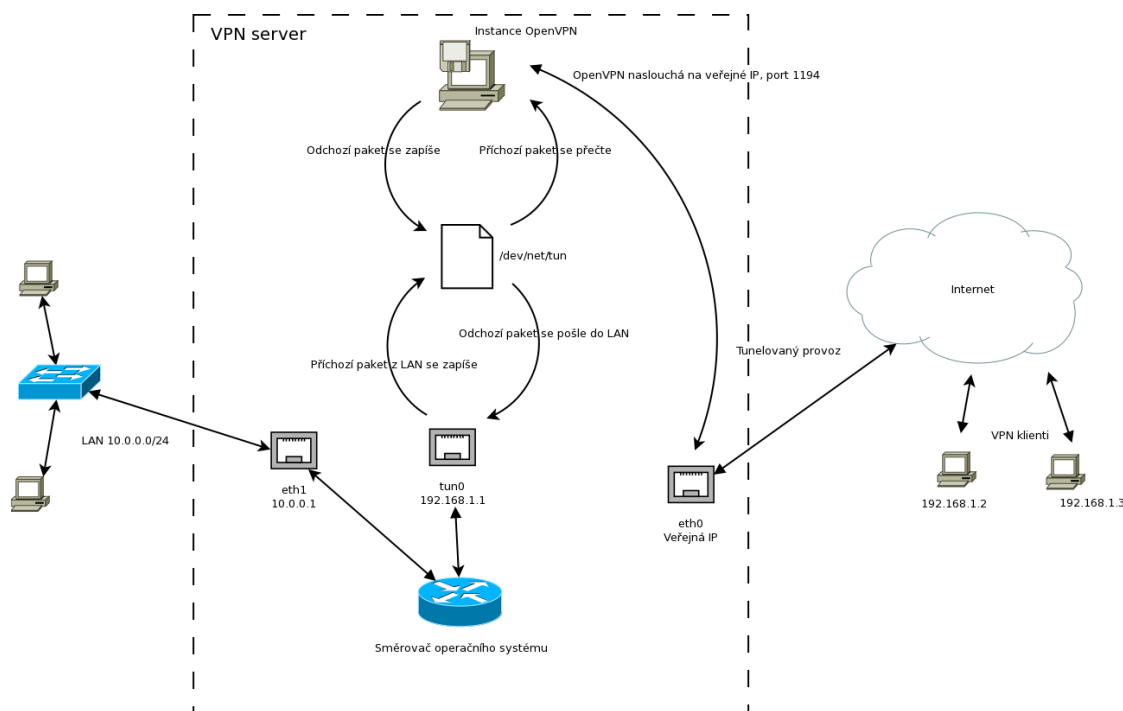 VPN server
Instance OpenVPN
OpenVPN naslouchá na veřejné IP, port 1194
Odchozí paket se zapíše
Příchozí paket se přečte
/dev/net/tun
Internet
Odchozí paket se pošle do LAN
Tunelovaný provoz
Příchozí paket z LAN se zapíše
LAN 10.0.0.0/24
VPN klienti
eth1
10.0.0.1
tun0
192.168.1.1
192.168.1.2
192.168.1.3
eth0
Veřejná IP
Směrovač operačního systému